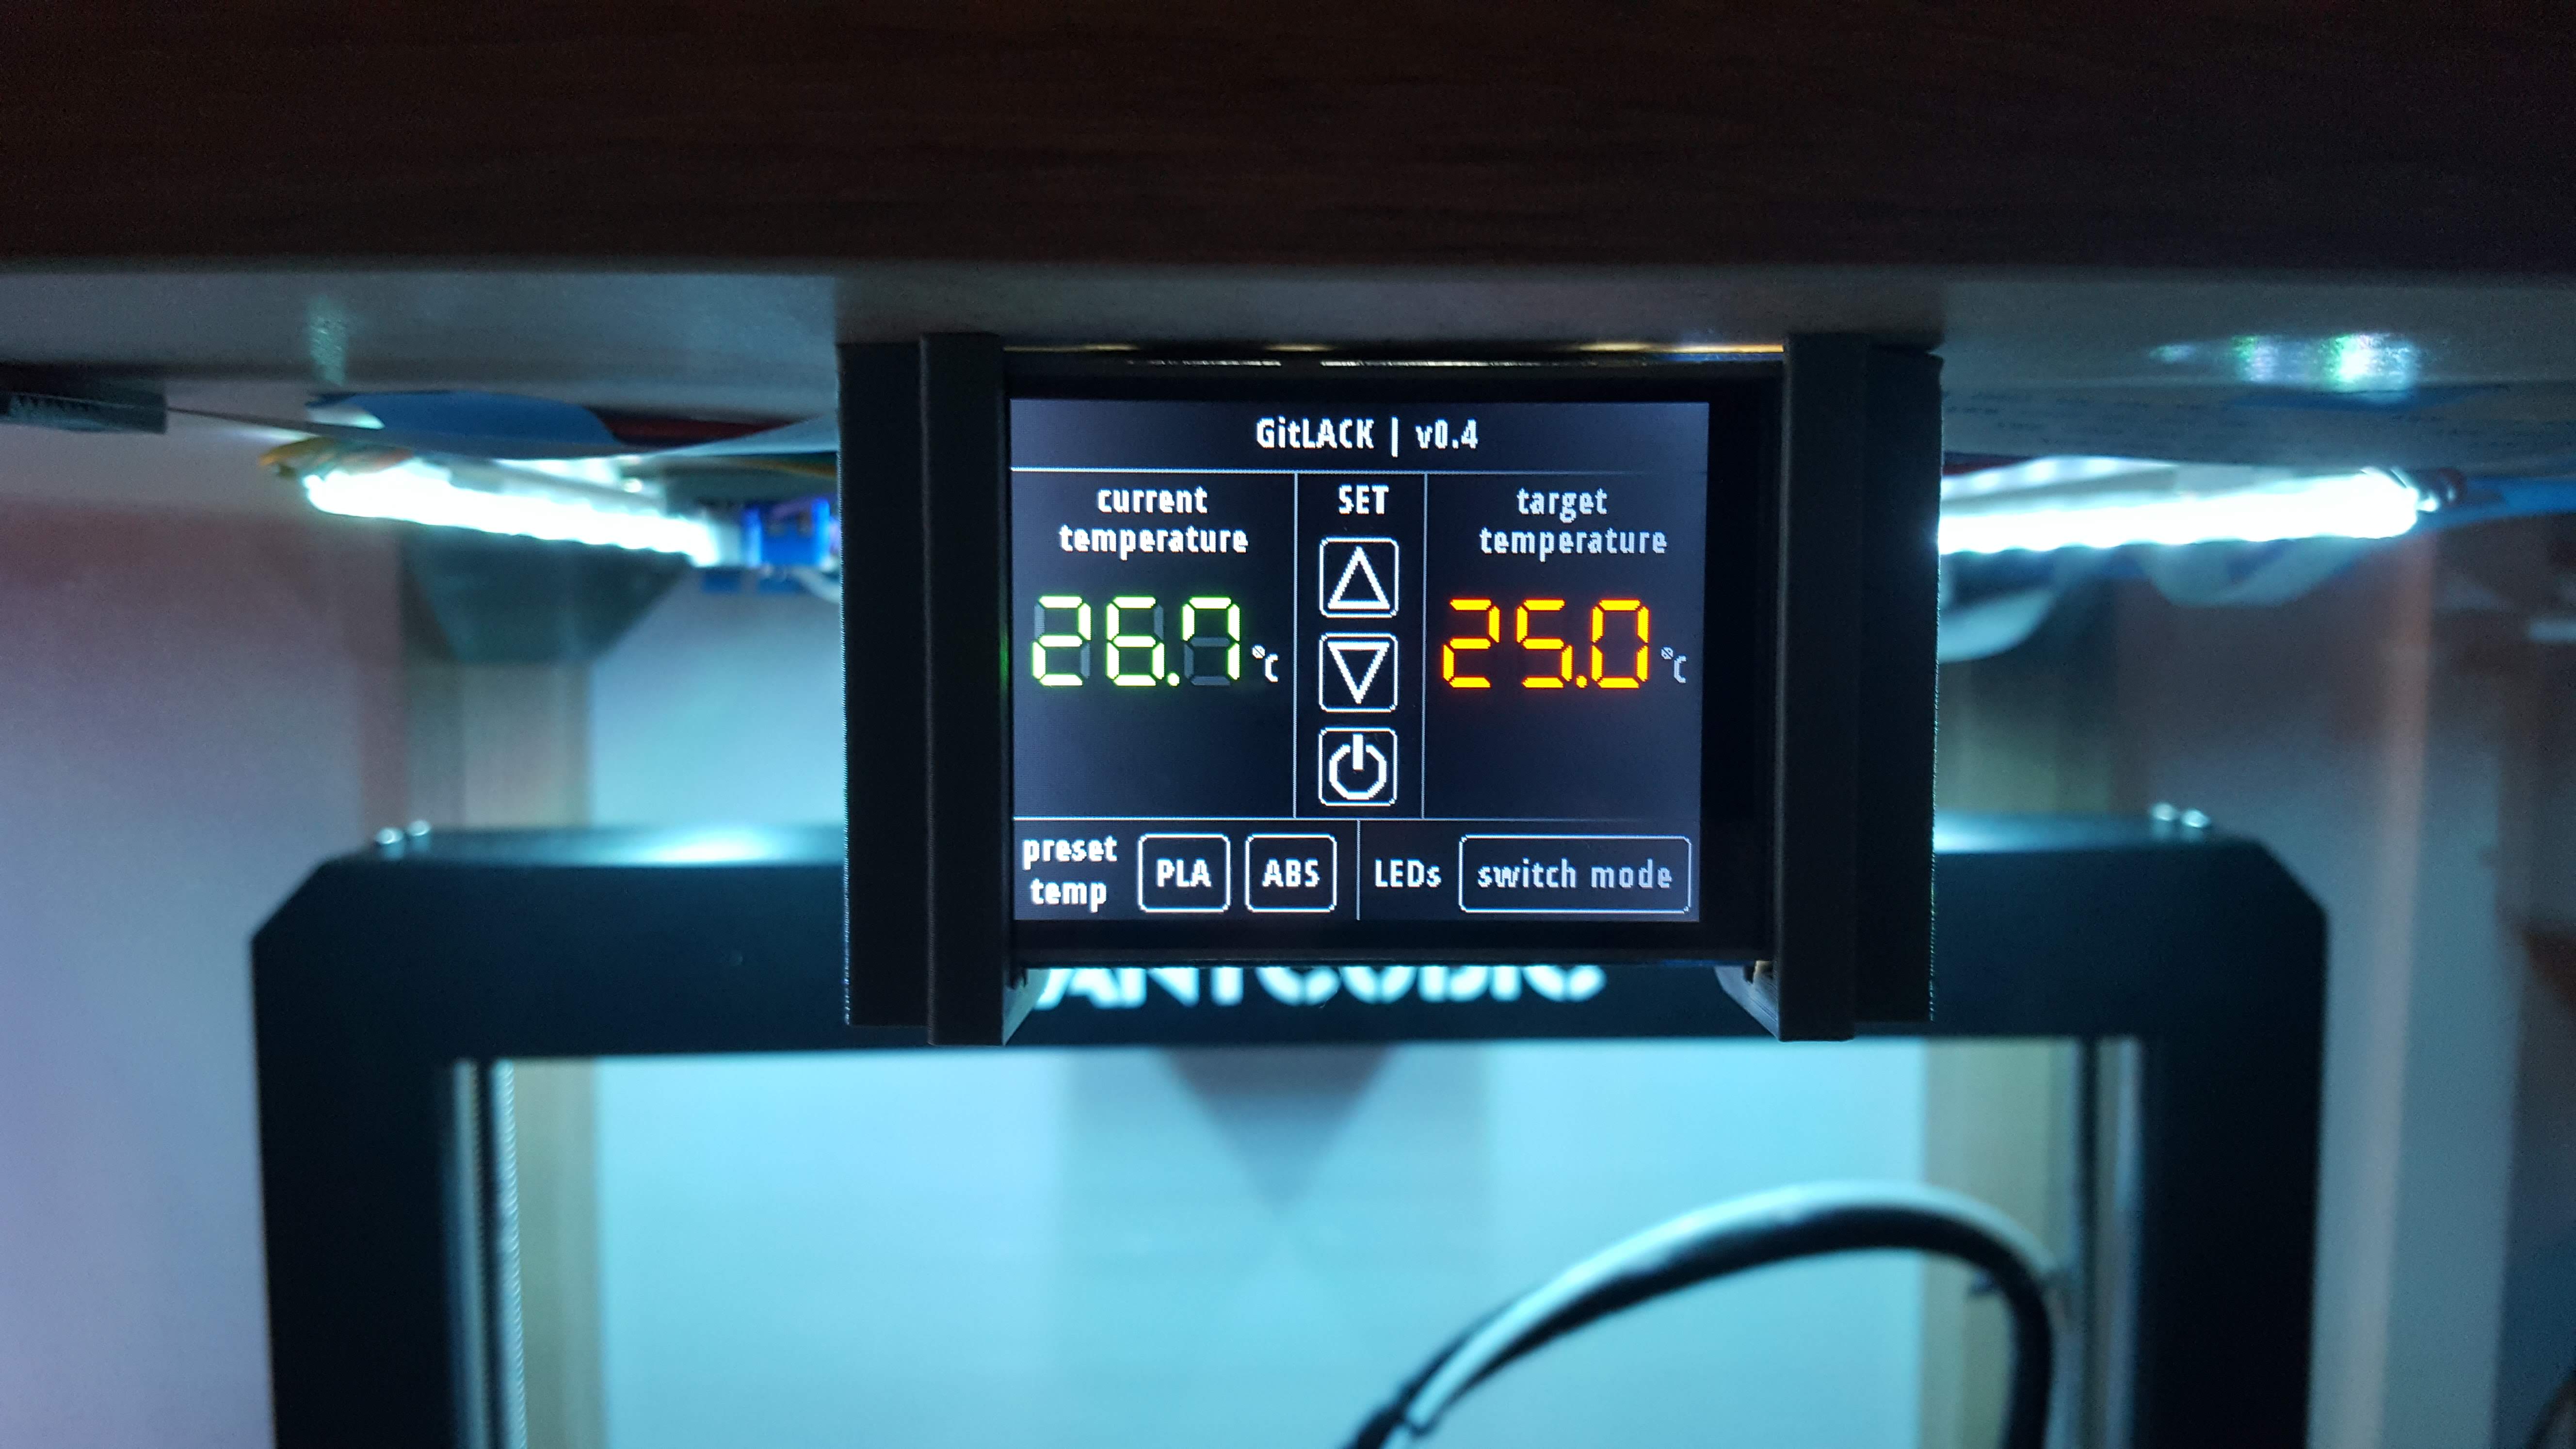 GitLACK | v0.4
current
temperature
26.7 °C
SET
target
temperature
25.0 °C
preset
temp
PLA
ABS
LEDs
switch mode